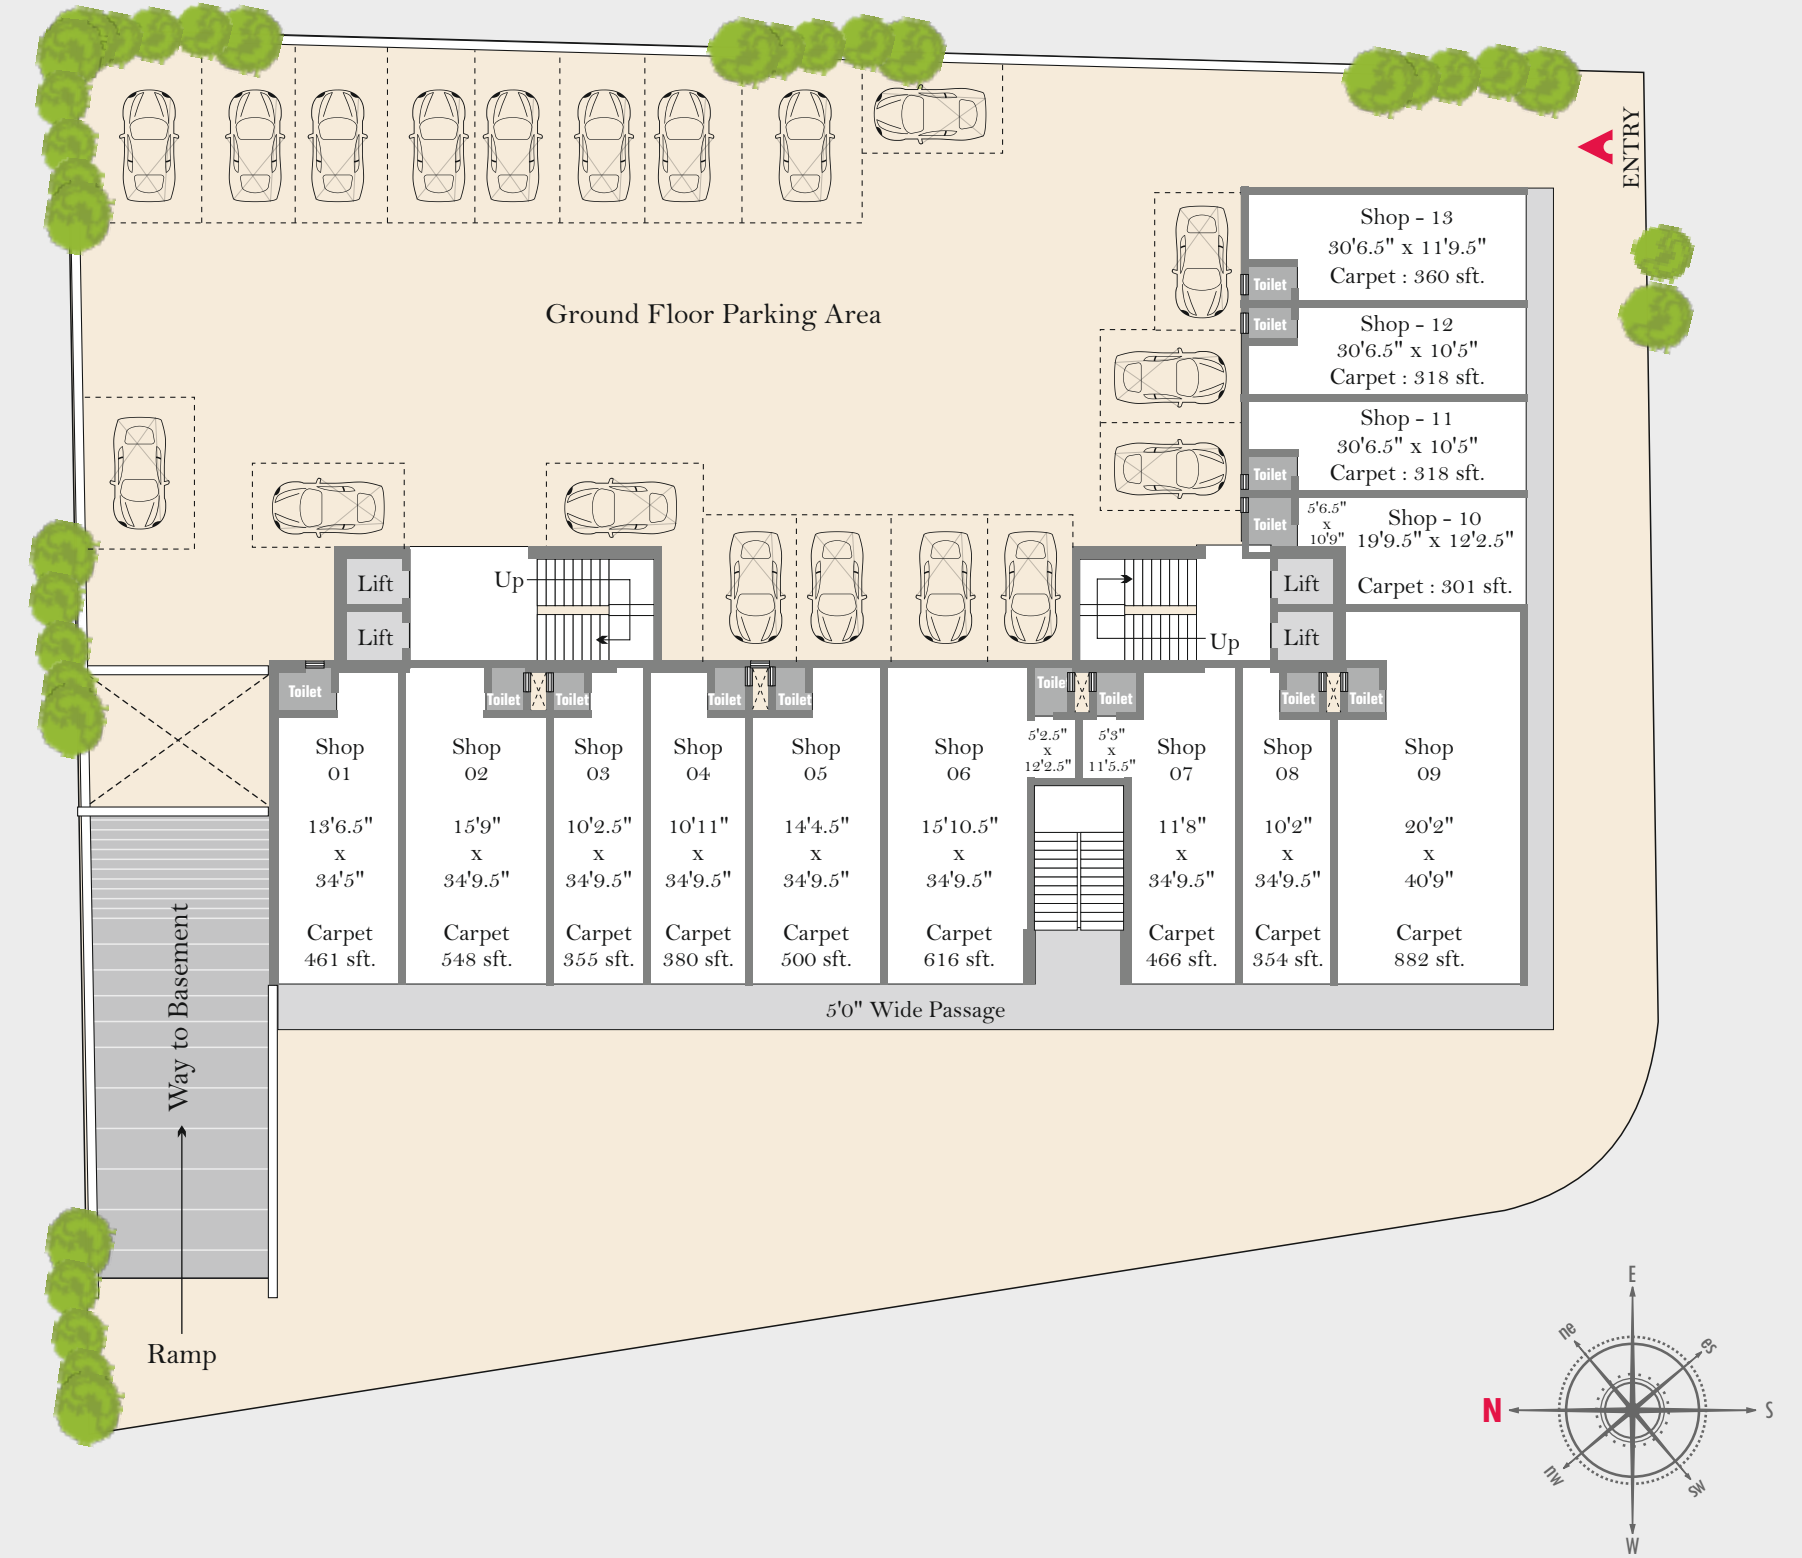 ENTRY
Shop - 13
30'6.5" x 11'9.5"
Carpet : 360 sft.
Toilet
Toilet
Shop - 12
30'6.5" x 10'5"
Carpet : 318 sft.
Ground Floor Parking Area
Shop - 11
30'6.5" x 10'5"
Carpet : 318 sft.
Toilet
Toilet
5'6.5"
x
10'9"
Shop - 10
19'9.5" x 12'2.5"
Carpet : 301 sft.
Lift
Lift
Up
Up
Lift
Lift
Toilet
Toilet
Toilet
Toilet
Toilet
Toile
Toilet
Toilet
Toilet
5'2.5"
x
12'2.5"
5'3"
x
11'5.5"
Shop
01
13'6.5"
x
34'5"
Carpet
461 sft.
Shop
02
15'9"
x
34'9.5"
Carpet
548 sft.
Shop
03
10'2.5"
x
34'9.5"
Carpet
355 sft.
Shop
04
10'11"
x
34'9.5"
Carpet
380 sft.
Shop
05
14'4.5"
x
34'9.5"
Carpet
500 sft.
Shop
06
15'10.5"
x
34'9.5"
Carpet
616 sft.
Shop
07
11'8"
x
34'9.5"
Carpet
466 sft.
Shop
08
10'2"
x
34'9.5"
Carpet
354 sft.
Shop
09
20'2"
x
40'9"
Carpet
882 sft.
5'0" Wide Passage
Way to Basement
Ramp
E
ne
es
N
S
nw
sw
W